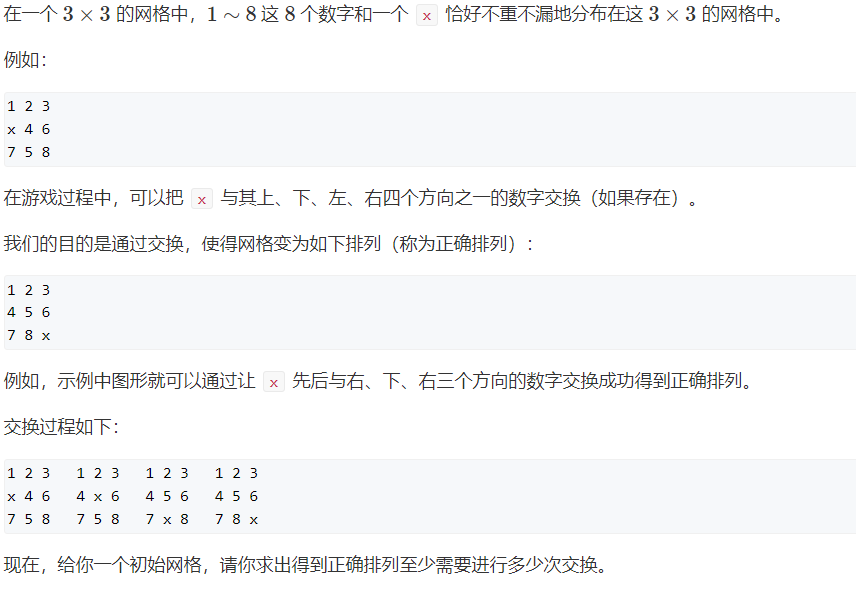 在一个 3 × 3 的网格中，1 ∼ 8 这 8 个数字和一个 x 恰好不重不漏地分布在这 3 × 3 的网格中。
例如：
1 2 3
x 4 6
7 5 8
在游戏过程中，可以把 x 与其上、下、左、右四个方向之一的数字交换（如果存在）。
我们的目的是通过交换，使得网格变为如下排列（称为正确排列）：
1 2 3
4 5 6
7 8 x
例如，示例中图形就可以通过让 x 先后与右、下、右三个方向的数字交换成功得到正确排列。
交换过程如下：
1 2 3   1 2 3   1 2 3   1 2 3
x 4 6   4 x 6   4 5 6   4 5 6
7 5 8   7 5 8   7 x 8   7 8 x
现在，给你一个初始网格，请你求出得到正确排列至少需要进行多少次交换。